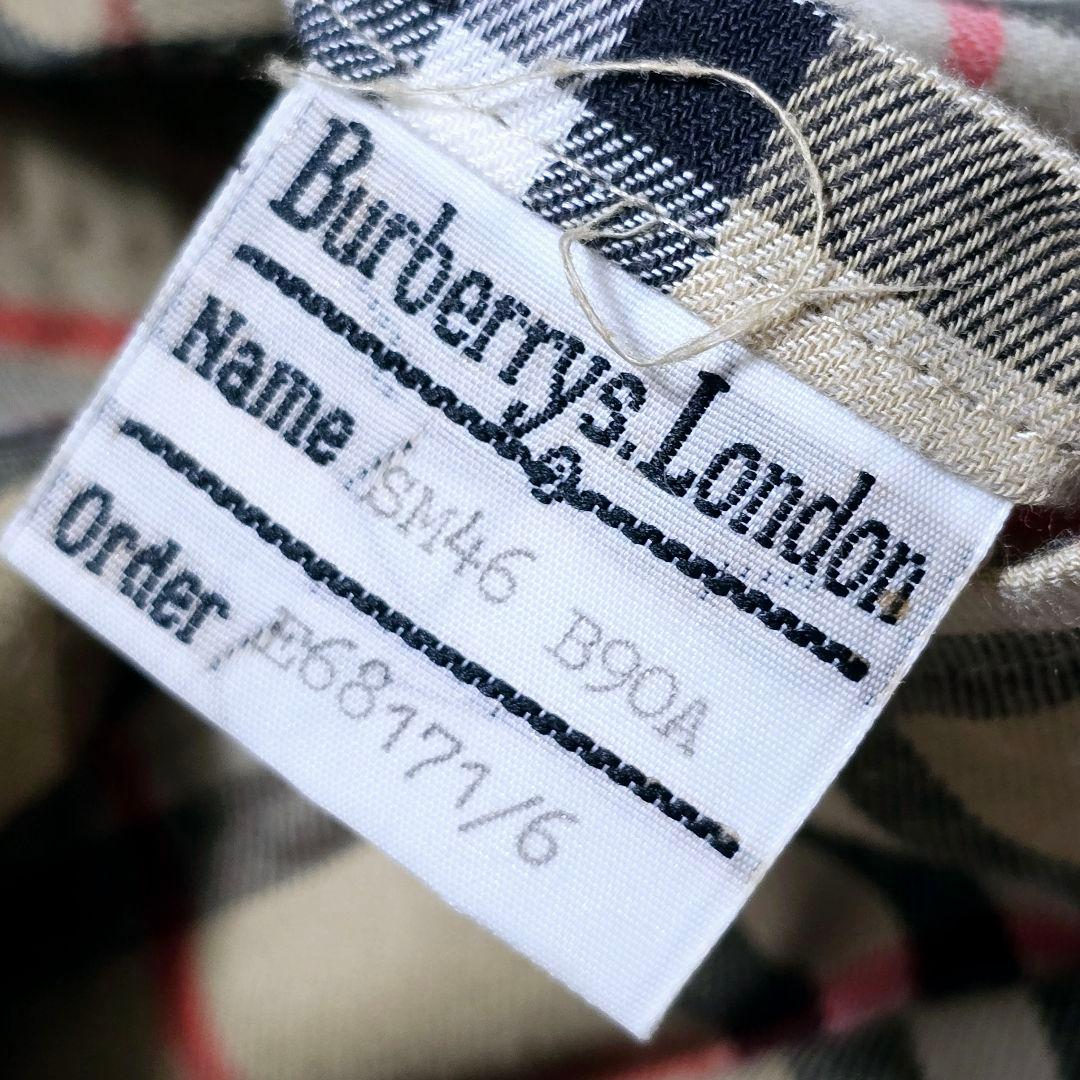 Burberrys.London
Name SM46 B90A
Order E68171/6